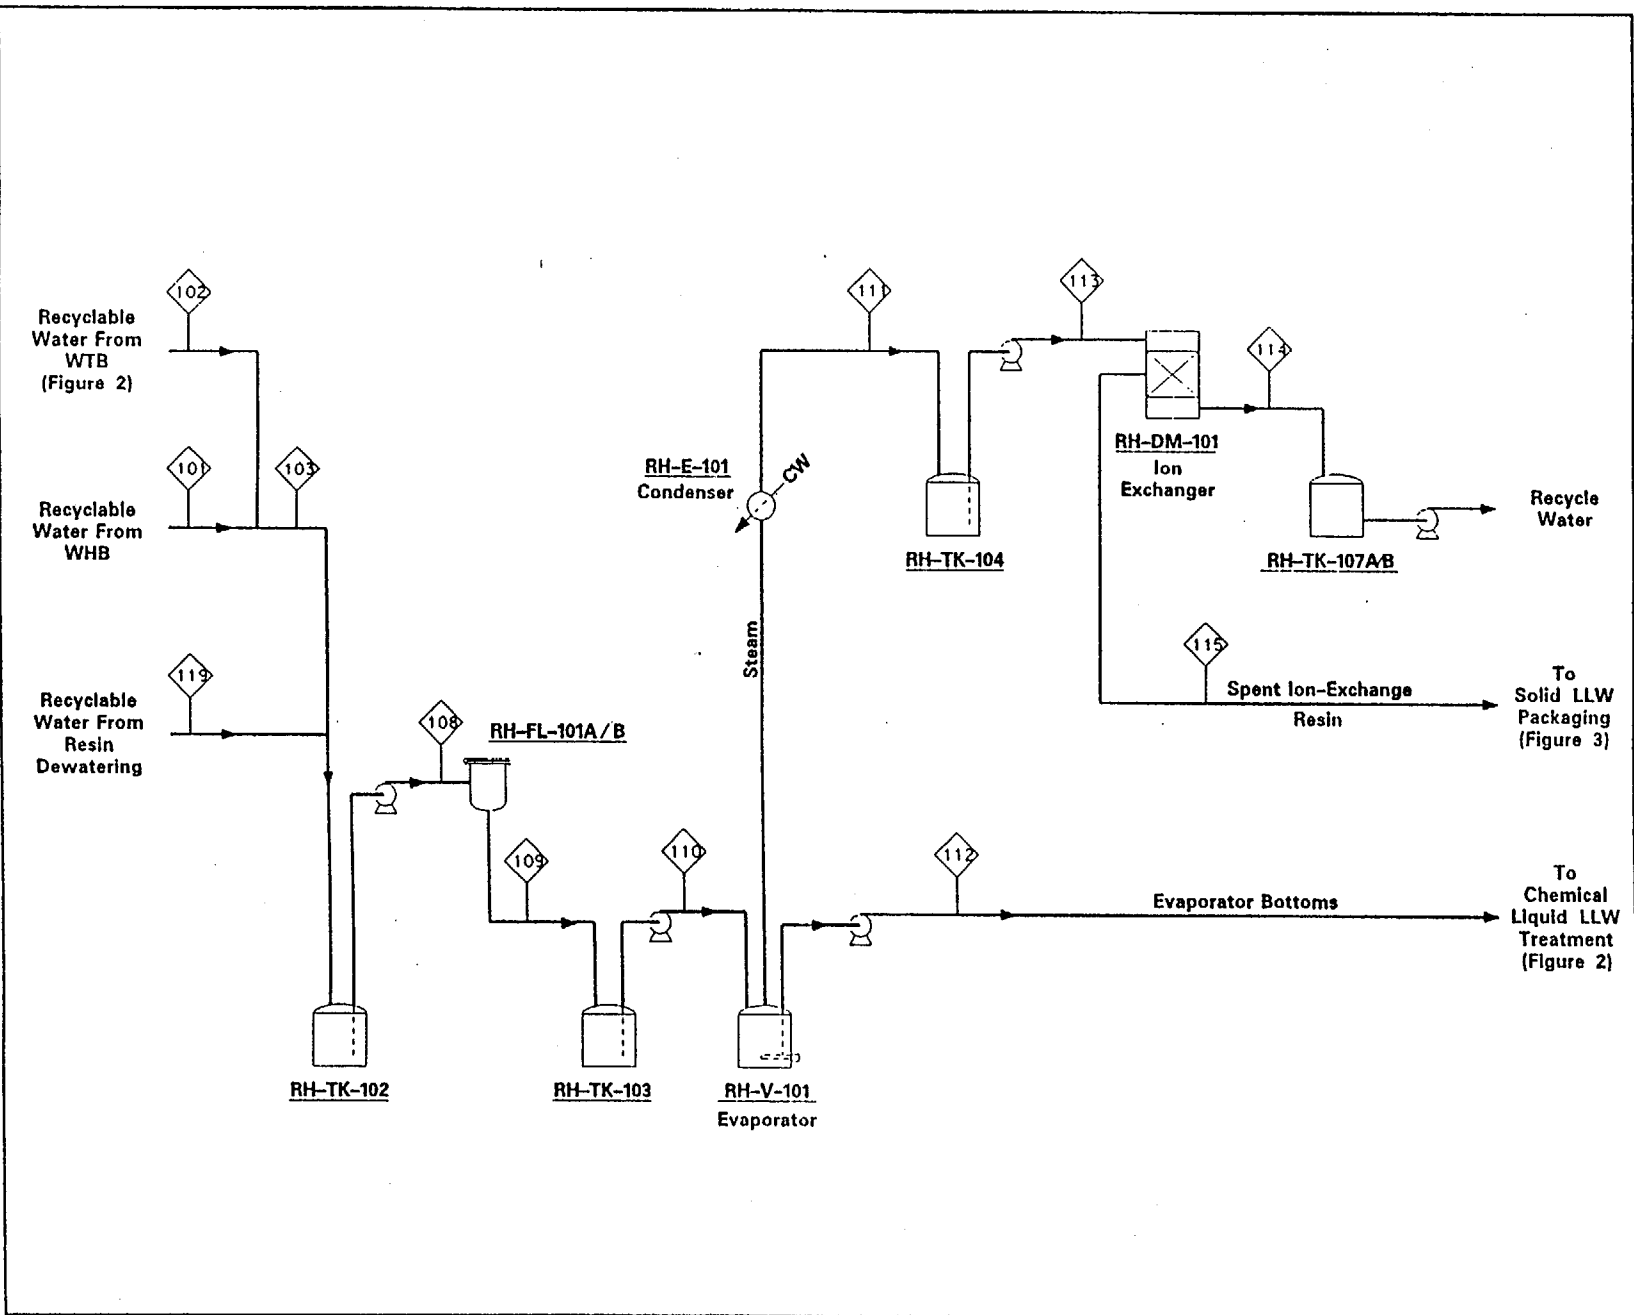 102
Recyclable
Water From
WTB
(Figure 2)
101
103
Recyclable
Water From
WHB
119
Recyclable
Water From
Resin
Dewatering
108
RH-FL-101A/B
109
110
RH-TK-102
RH-TK-103
RH-V-101
Evaporator
Steam
RH-E-101
Condenser
CW
111
RH-TK-104
113
RH-DM-101
Ion
Exchanger
114
RH-TK-107A/B
Recycle
Water
115
Spent Ion-Exchange
Resin
To
Solid LLW
Packaging
(Figure 3)
112
Evaporator Bottoms
To
Chemical
Liquid LLW
Treatment
(Figure 2)